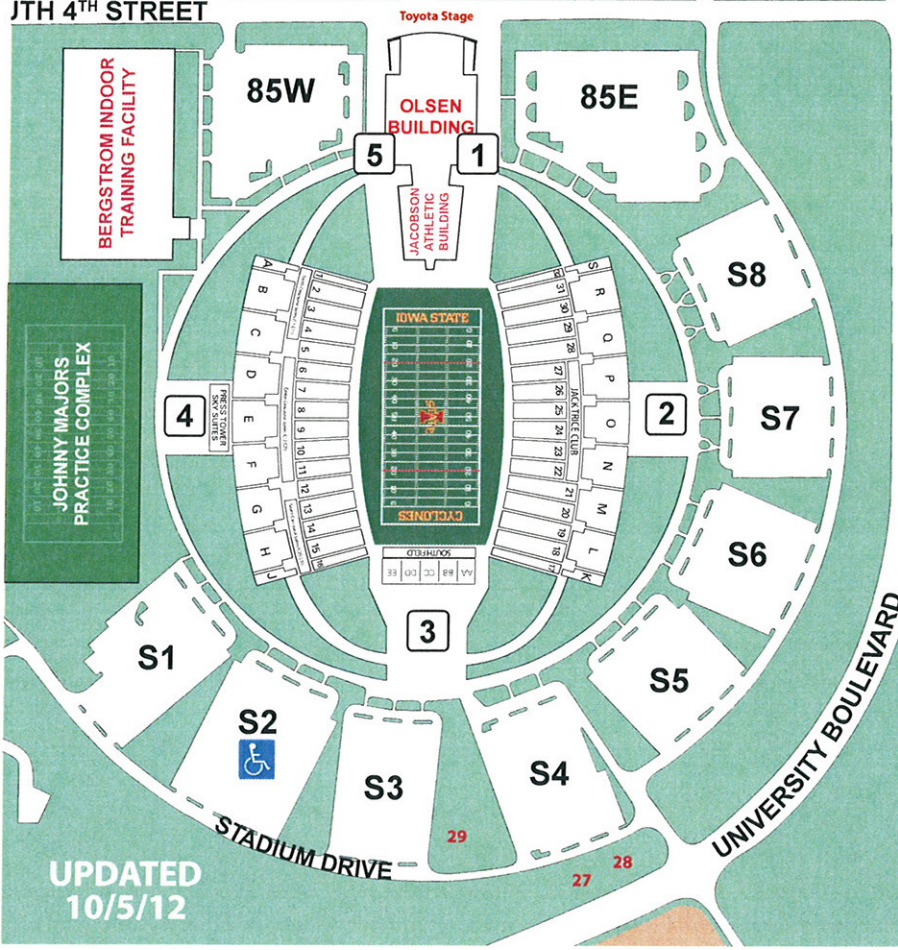 JTH 4TH STREET
Toyota Stage
85W
OLSEN
BUILDING
85E
BERGSTROM INDOOR
TRAINING FACILITY
5
1
JACOBSON
ATHLETIC
BUILDING
S8
A
B
C
D
E
F
G
H
J
1
2
3
4
5
6
7
8
9
10
11
12
13
14
15
16
IOWA STATE
STATE
CYCLONES
31
30
29
28
27
26
25
24
23
22
21
20
19
18
17
S
R
Q
P
O
N
M
L
K
JACK TRICE CLUB
JOHNNY MAJORS
PRACTICE COMPLEX
4
PRESS TOWER
SKY SUITES
2
S7
S6
SOUTHFIELD
EE DD CC BB AA
3
S1
S5
S2
S3
S4
UNIVERSITY BOULEVARD
STADIUM DRIVE
29
28
27
UPDATED
10/5/12